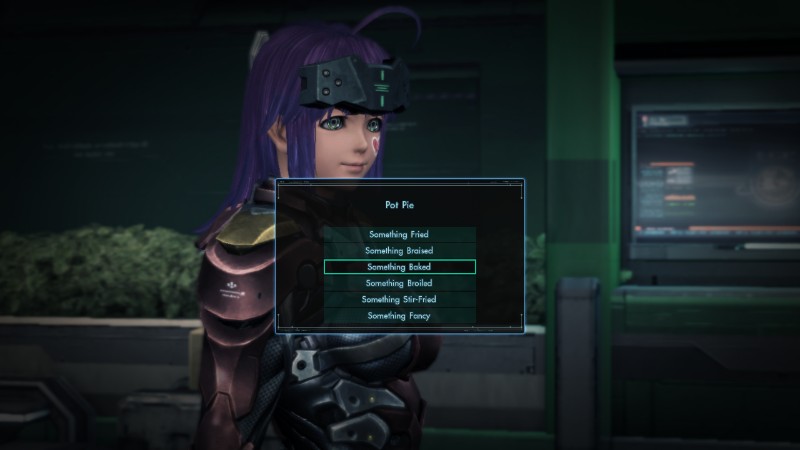 Pot Pie
Something Fried
Something Braised
Something Baked
Something Broiled
Something Stir-Fried
Something Fancy